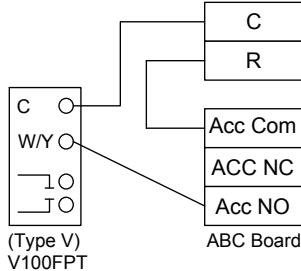 C
R
C
W/Y
Acc Com
ACC NC
Acc NO
(Type V)
V100FPT
ABC Board